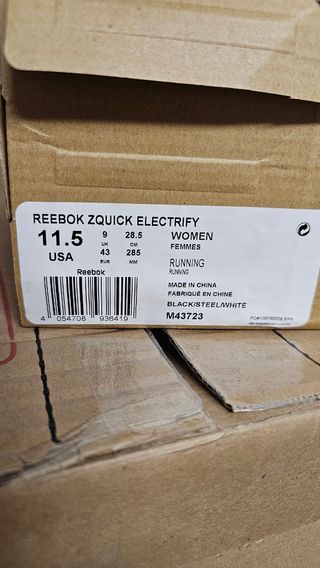 REEBOK ZQUICK ELECTRIFY
11.5 9 28.5 WOMEN
UK CM FEMMES
USA 43 285 RUNNING
EUR MM RUNNING
Reebok
MADE IN CHINA
FABRIQUÉ EN CHINE
BLACK/STEEL/WHITE
4 054708 936419
M43723